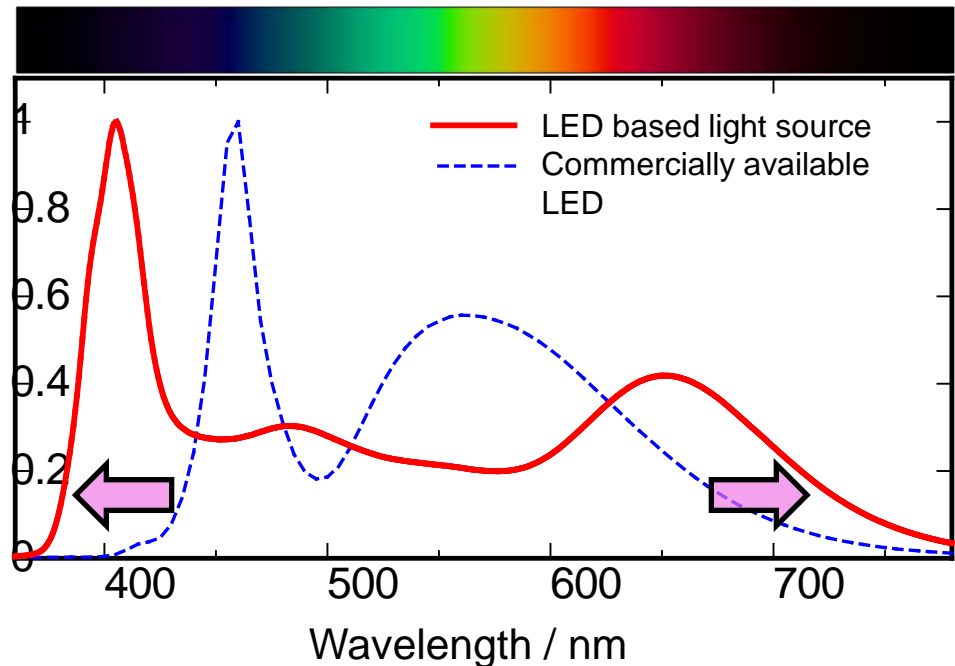 1
LED based light source
Commercially available
LED
0.8
0.6
0.4
0.2
0
400 500 600 700
Wavelength / nm